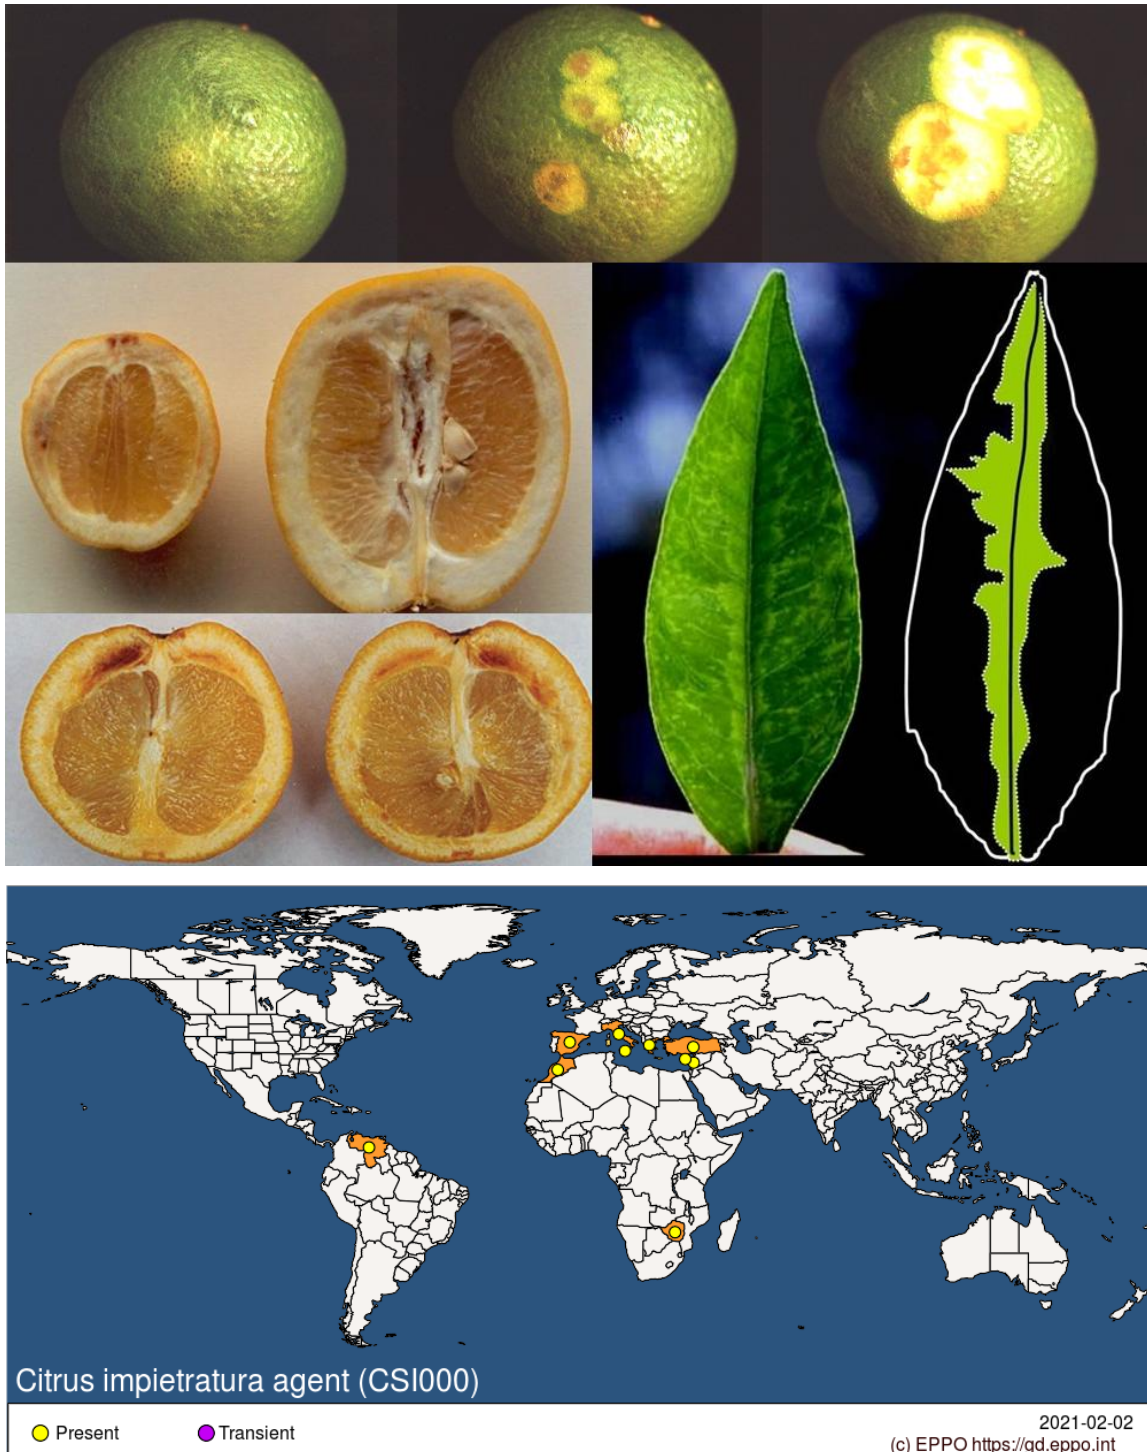 Citrus impietratura agent (CSI000)
Present
Transient
2021-02-02
(c) EPPO https://gd.eppo.int